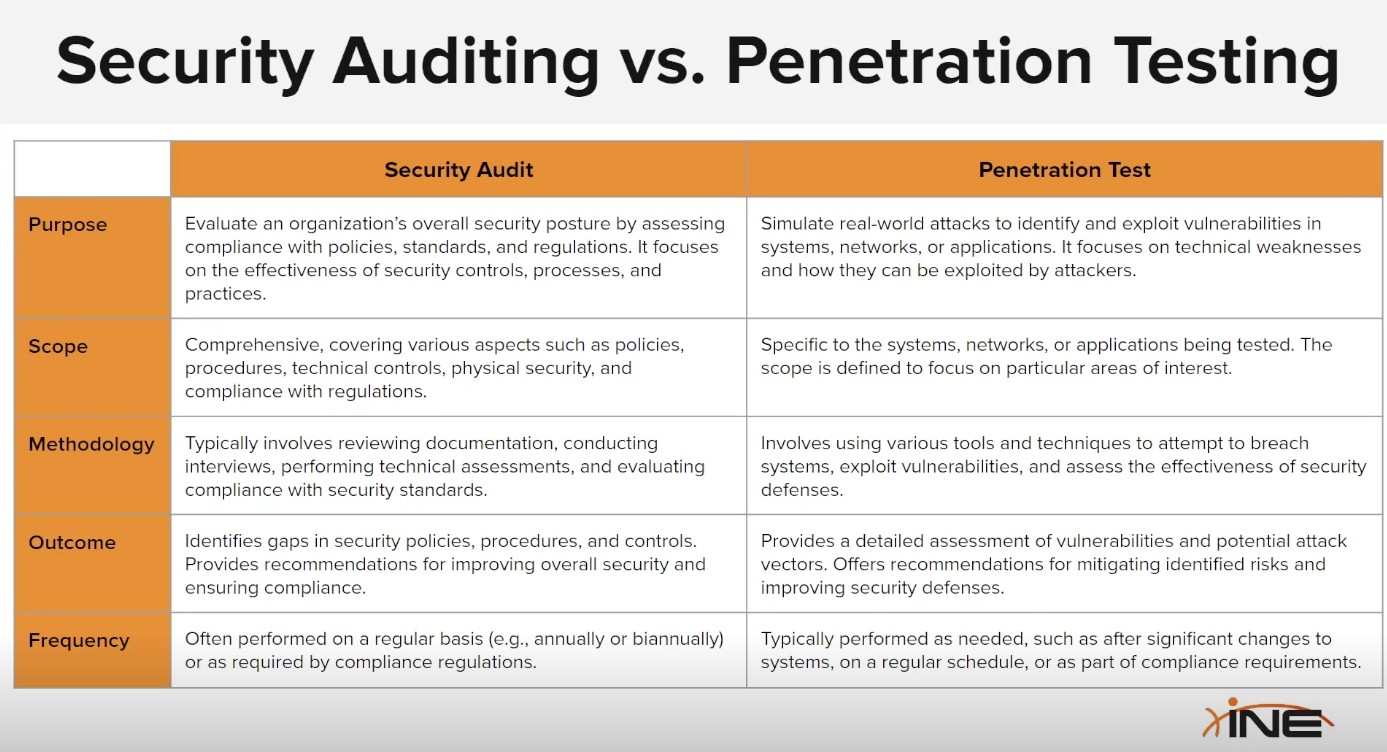 Security Auditing vs. Penetration Testing
Security Audit
Penetration Test
Purpose
Evaluate an organization's overall security posture by assessing
compliance with policies, standards, and regulations. It focuses
on the effectiveness of security controls, processes, and
practices.
Simulate real-world attacks to identify and exploit vulnerabilities in
systems, networks, or applications. It focuses on technical weaknesses
and how they can be exploited by attackers.
Scope
Comprehensive, covering various aspects such as policies,
procedures, technical controls, physical security, and
compliance with regulations.
Specific to the systems, networks, or applications being tested. The
scope is defined to focus on particular areas of interest.
Methodology
Typically involves reviewing documentation, conducting
interviews, performing technical assessments, and evaluating
compliance with security standards.
Involves using various tools and techniques to attempt to breach
systems, exploit vulnerabilities, and assess the effectiveness of security
defenses.
Outcome
Identifies gaps in security policies, procedures, and controls.
Provides recommendations for improving overall security and
ensuring compliance.
Provides a detailed assessment of vulnerabilities and potential attack
vectors. Offers recommendations for mitigating identified risks and
improving security defenses.
Frequency
Often performed on a regular basis (e.g., annually or biannually)
or as required by compliance regulations.
Typically performed as needed, such as after significant changes to
systems, on a regular schedule, or as part of compliance requirements.
INE